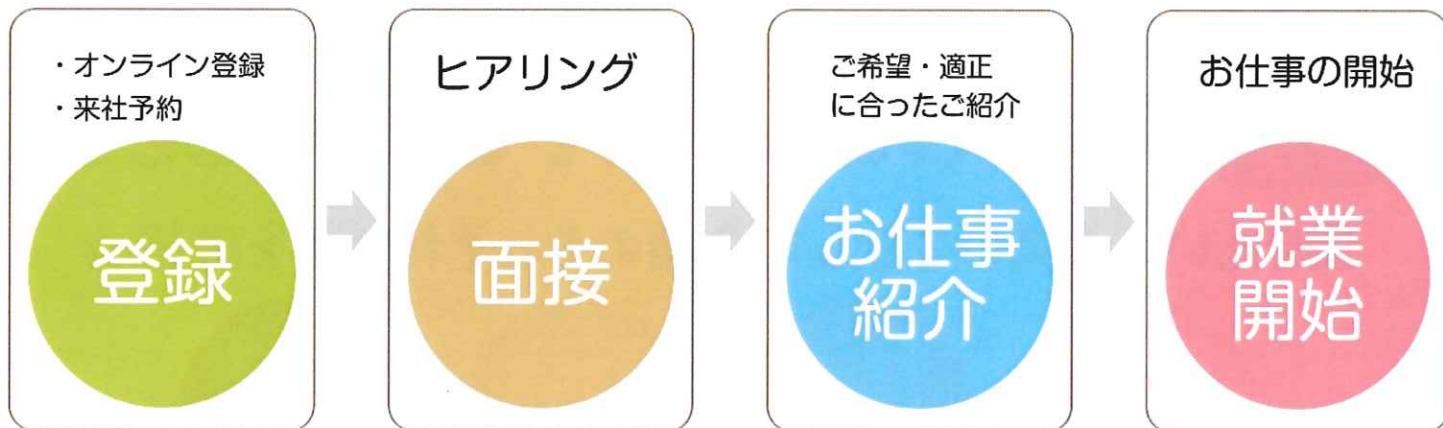 ・オンライン登録
・来社予約
登録
ヒアリング
面接
ご希望・適正
に合ったご紹介
お仕事
紹介
お仕事の開始
就業
開始